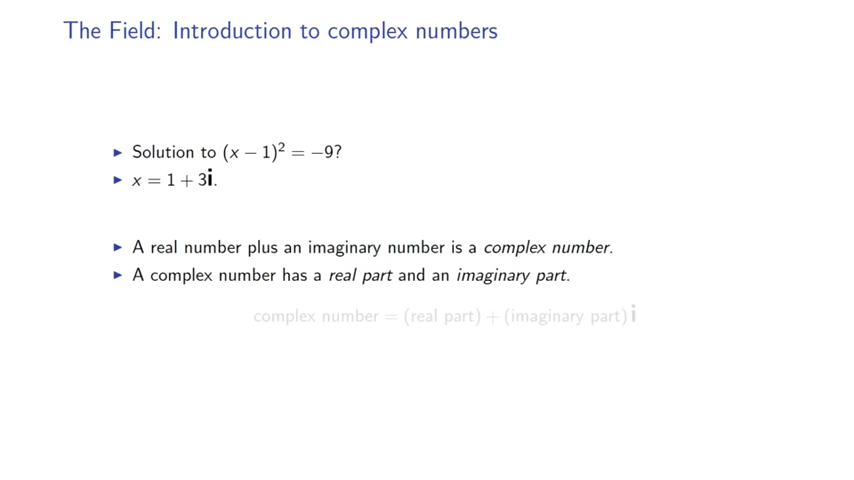 The Field: Introduction to complex numbers
▶ Solution to (x − 1)² = −9?
▶ x = 1 + 3i.
▶ A real number plus an imaginary number is a complex number.
▶ A complex number has a real part and an imaginary part.
complex number = (real part) + (imaginary part) i